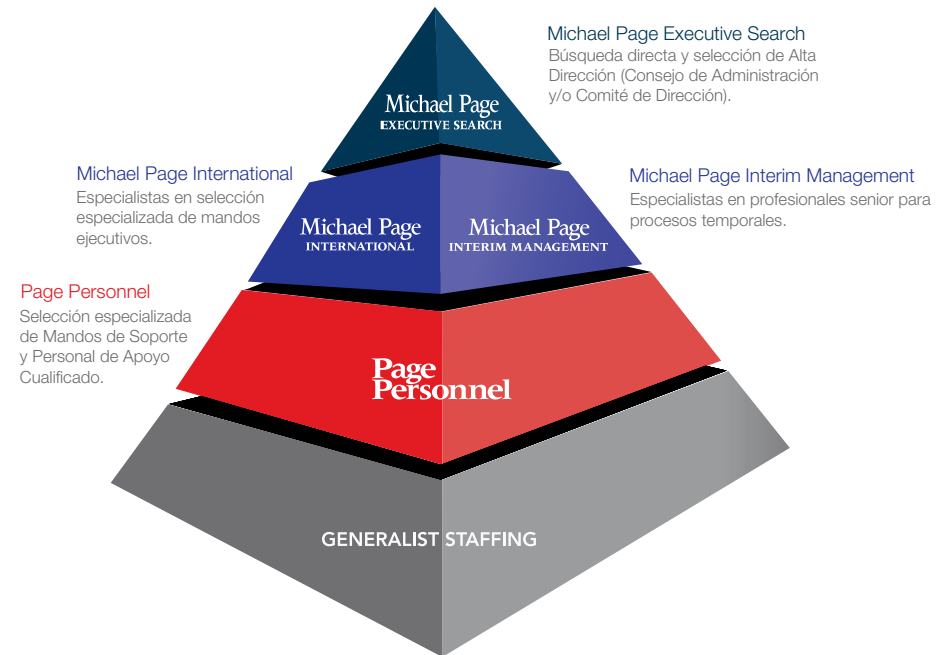 Michael Page Executive Search
Búsqueda directa y selección de Alta
Dirección (Consejo de Administración
y/o Comité de Dirección).
Michael Page
EXECUTIVE SEARCH
Michael Page International
Especialistas en selección
especializada de mandos
ejecutivos.
Michael Page
INTERNATIONAL
Michael Page
INTERIM MANAGEMENT
Michael Page Interim Management
Especialistas en profesionales senior para
procesos temporales.
Page Personnel
Selección especializada
de Mandos de Soporte
y Personal de Apoyo
Cualificado.
Page
Personnel
GENERALIST STAFFING